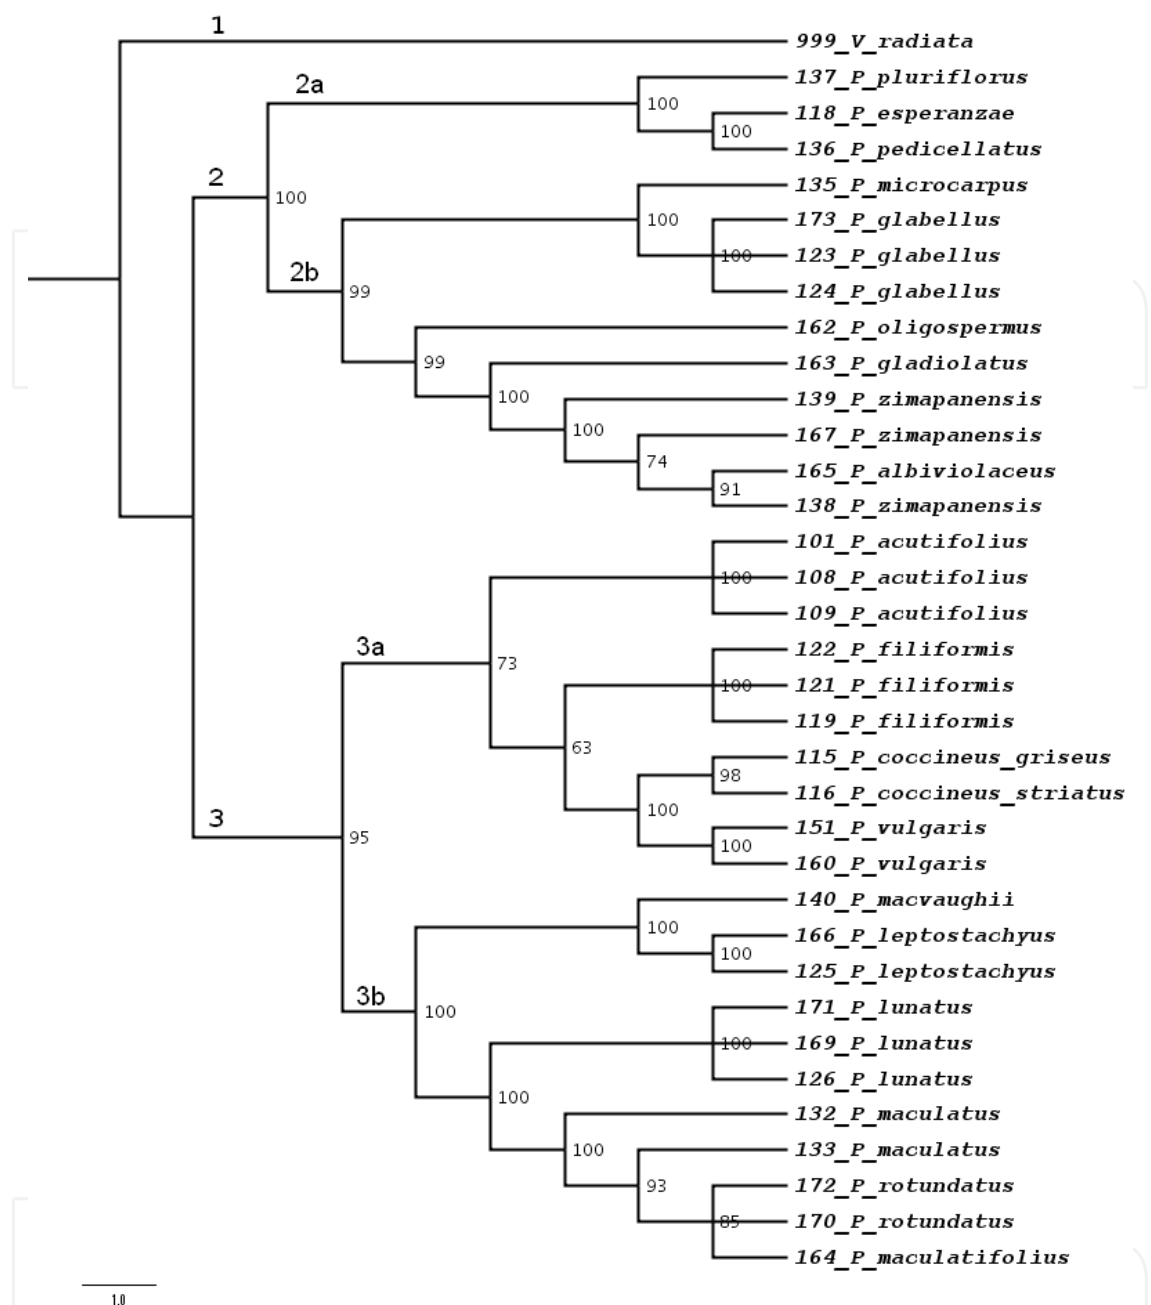 1
999_V_radiata
137_P_pluriflorus
2a
100
118_P_esperanzae
100
136_P_pedicellatus
2
135_P_microcarpus
100
100
173_P_glabellus
100
123_P_glabellus
2b
99
124_P_glabellus
162_P_oligospermus
99
163_P_gladiolatus
100
139_P_zimapanensis
100
167_P_zimapanensis
74
165_P_albiviolaceus
91
138_P_zimapanensis
101_P_acutifolius
100
108_P_acutifolius
109_P_acutifolius
3a
122_P_filiformis
73
100
121_P_filiformis
119_P_filiformis
63
115_P_coccineus_griseus
98
116_P_coccineus_striatus
100
3
151_P_vulgaris
95
100
160_P_vulgaris
140_P_macvaughii
100
166_P_leptostachyus
100
125_P_leptostachyus
3b
100
171_P_lunatus
100
169_P_lunatus
126_P_lunatus
100
132_P_maculatus
100
133_P_maculatus
93
172_P_rotundatus
85
170_P_rotundatus
164_P_maculatifolius
1.0